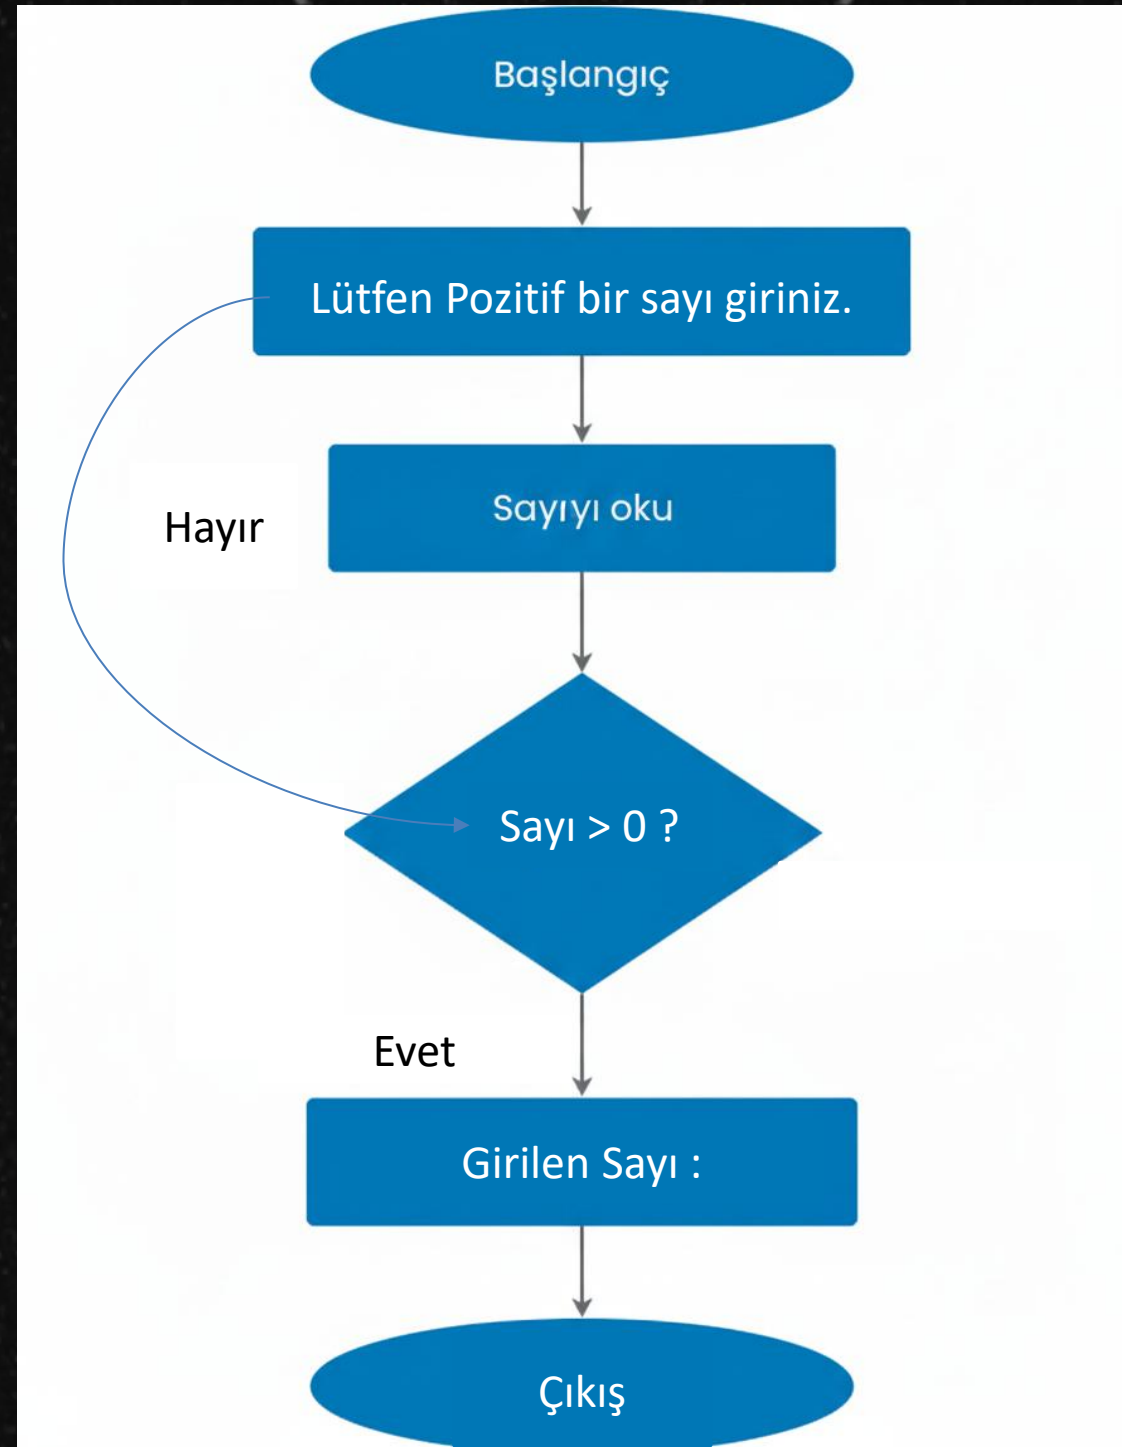 Başlangıç
Lütfen Pozitif bir sayı giriniz.
Sayıyı oku
Hayır
Sayı > 0 ?
Evet
Girilen Sayı :
Çıkış